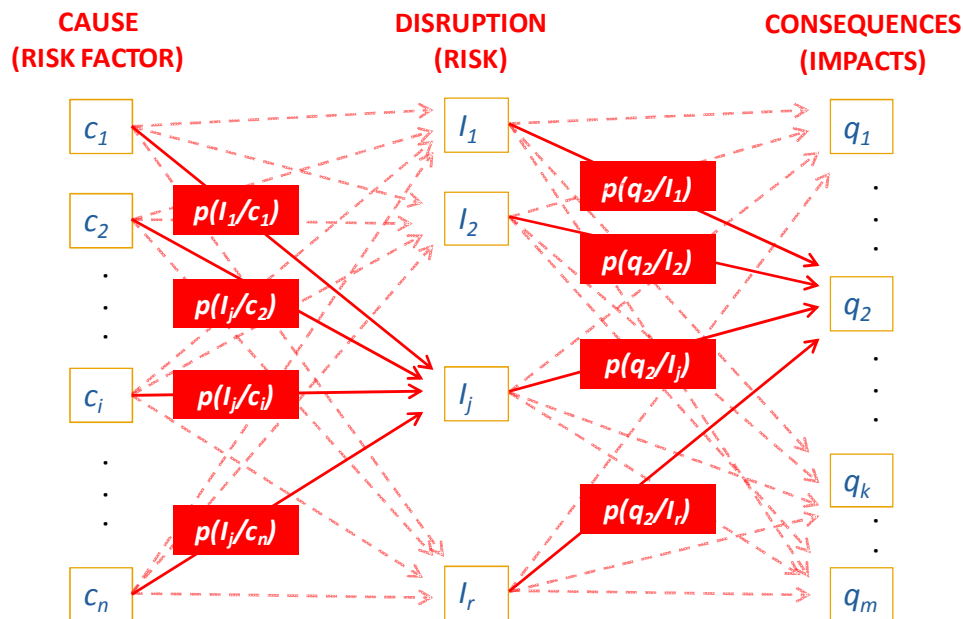 CAUSE
(RISK FACTOR)
DISRUPTION
(RISK)
CONSEQUENCES
(IMPACTS)
c1
c2
ci
cn
p(I1/c1)
p(Ij/c2)
p(Ij/ci)
p(Ij/cn)
I1
I2
Ij
Ir
p(q2/I1)
p(q2/I2)
p(q2/Ij)
p(q2/Ir)
q1
q2
qk
qm